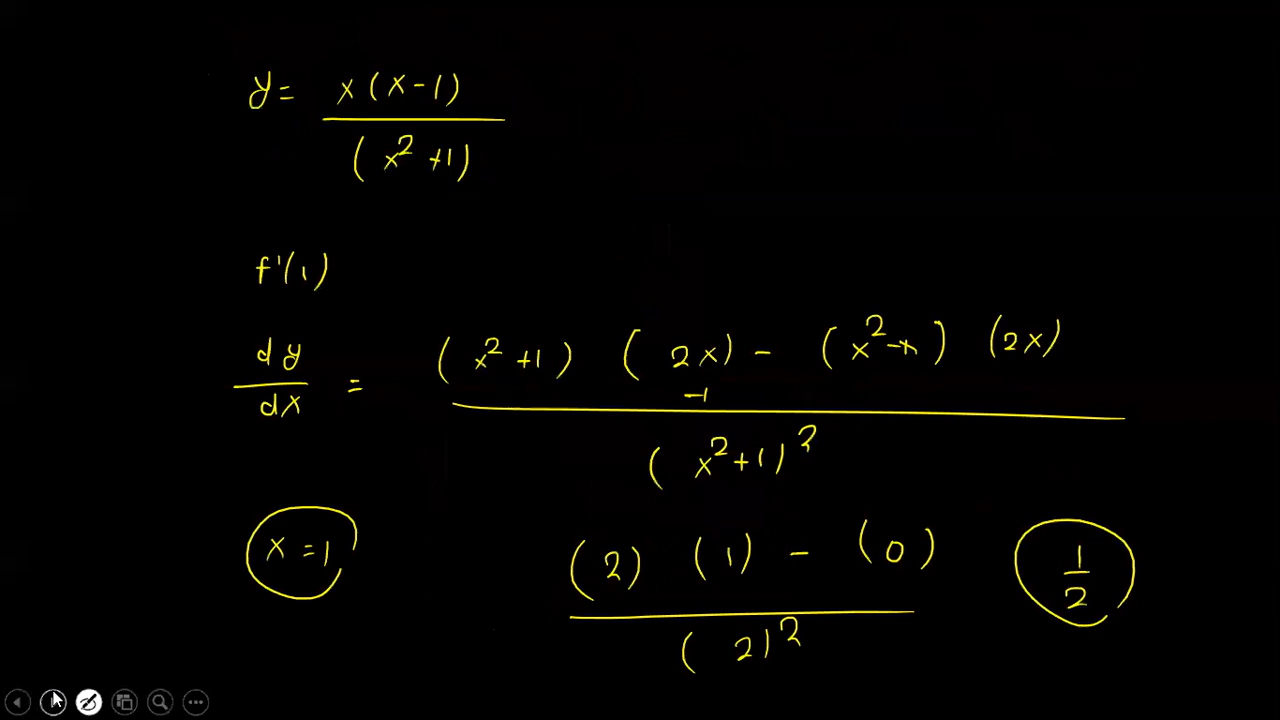 y = x(x-1)
(x² +1)
f'(1)
dy = (x² +1) (2x) - (x²-x) (2x)
-1
dx
(x²+1)²
x = 1 (2) (1) - (0) 1
2
(2)²